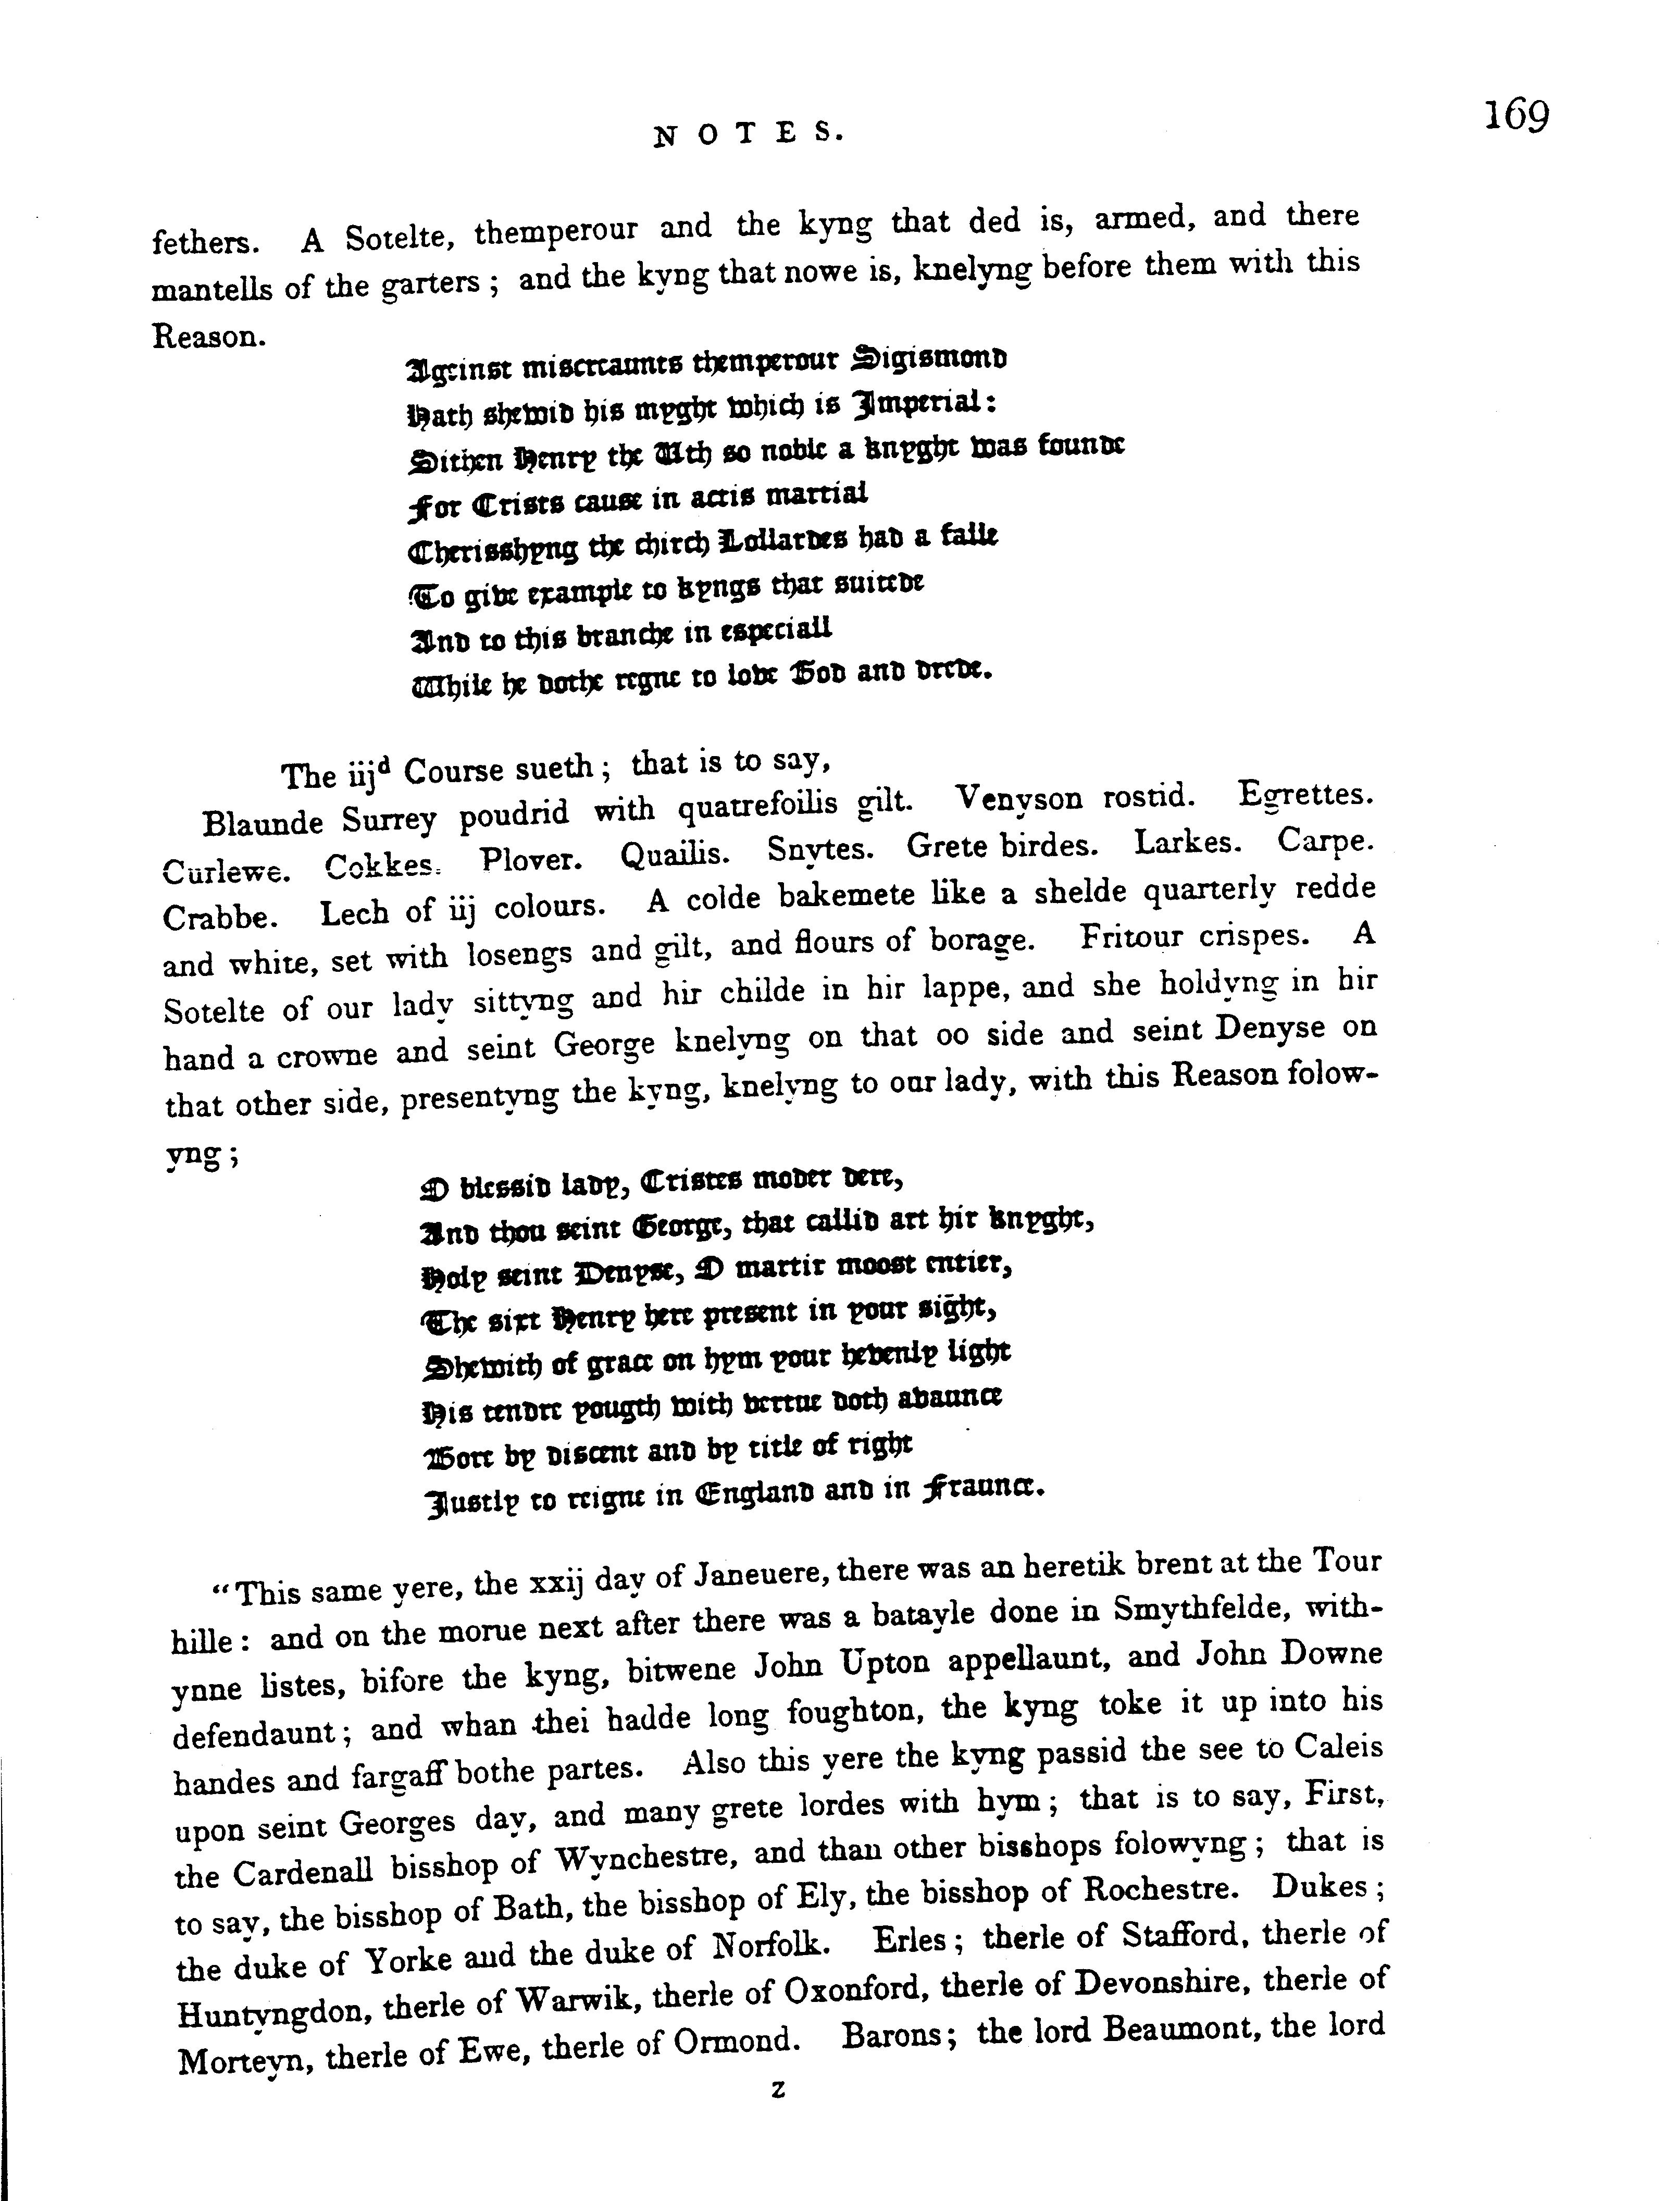 NOTES.
169
fethers. A Sotelte, themperour and the kyng that ded is, armed, and there
mantells of the garters ; and the kyng that nowe is, knelyng before them with this
Reason.
Ageinst miscreaunts themperour Sigismond
Hath shewid his myght which is Imperial:
Sithen Henry the Vth so noble a knyght was founde
For Crists cause in actis martial
Cherisshyng the chirch Lollardes had a falle
To give example to kyngs that suitede
And to this branche in especiall
While he dothe regne to love God and drede.
The iijd Course sueth ; that is to say,
Blaunde Surrey poudrid with quatrefoilis gilt. Venyson rostid. Egrettes.
Curlewe. Cokkes. Plover. Quailis. Snytes. Grete birdes. Larkes. Carpe.
Crabbe. Lech of iij colours. A colde bakemete like a shelde quarterly redde
and white, set with losengs and gilt, and flours of borage. Fritour crispes. A
Sotelte of our lady sittyng and hir childe in hir lappe, and she holdyng in hir
hand a crowne and seint George knelyng on that oo side and seint Denyse on
that other side, presentyng the kyng, knelyng to our lady, with this Reason folow-
yng ;
O blessid lady, Cristes moder dere,
And thou seint George, that callid art hir knyght,
Holy seint Denyse, O martir moost entier,
The sixt Henry here present in your sight,
Shewith of grace on hym your hevenly light
His tendre yougth with vertue doth avaunce
Bore by discent and by title of right
Justly to reigne in England and in Fraunce.
“This same yere, the xxij day of Janeuere, there was an heretik brent at the Tour
hille : and on the morue next after there was a batayle done in Smythfelde, with-
ynne listes, bifore the kyng, bitwene John Upton appellaunt, and John Downe
defendaunt ; and whan thei hadde long foughton, the kyng toke it up into his
handes and fargaff bothe partes. Also this yere the kyng passid the see to Caleis
upon seint Georges day, and many grete lordes with hym ; that is to say, First,
the Cardenall bisshop of Wynchestre, and than other bisshops folowyng ; that is
to say, the bisshop of Bath, the bisshop of Ely, the bisshop of Rochestre. Dukes ;
the duke of Yorke and the duke of Norfolk. Erles ; therle of Stafford, therle of
Huntyngdon, therle of Warwik, therle of Oxonford, therle of Devonshire, therle of
Morteyn, therle of Ewe, therle of Ormond. Barons ; the lord Beaumont, the lord
z